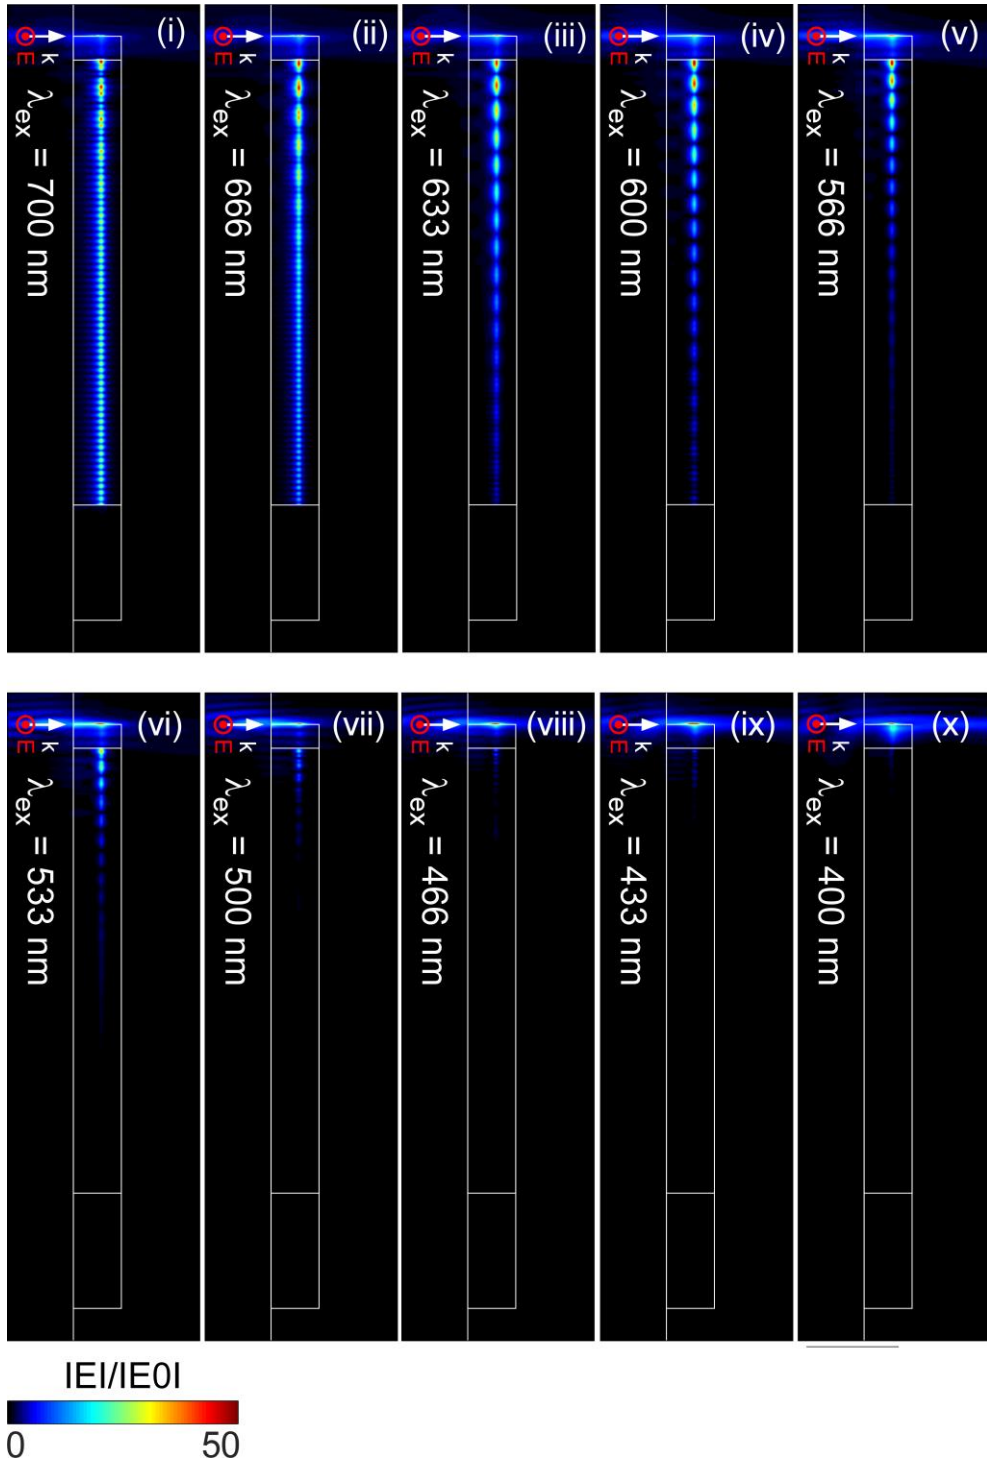 (i)
E k
λex = 700 nm
(ii)
E k
λex = 666 nm
(iii)
E k
λex = 633 nm
(iv)
E k
λex = 600 nm
(v)
E k
λex = 566 nm
(vi)
E k
λex = 533 nm
(vii)
E k
λex = 500 nm
(viii)
E k
λex = 466 nm
(ix)
E k
λex = 433 nm
(x)
E k
λex = 400 nm
IEI/IE0I
0 50